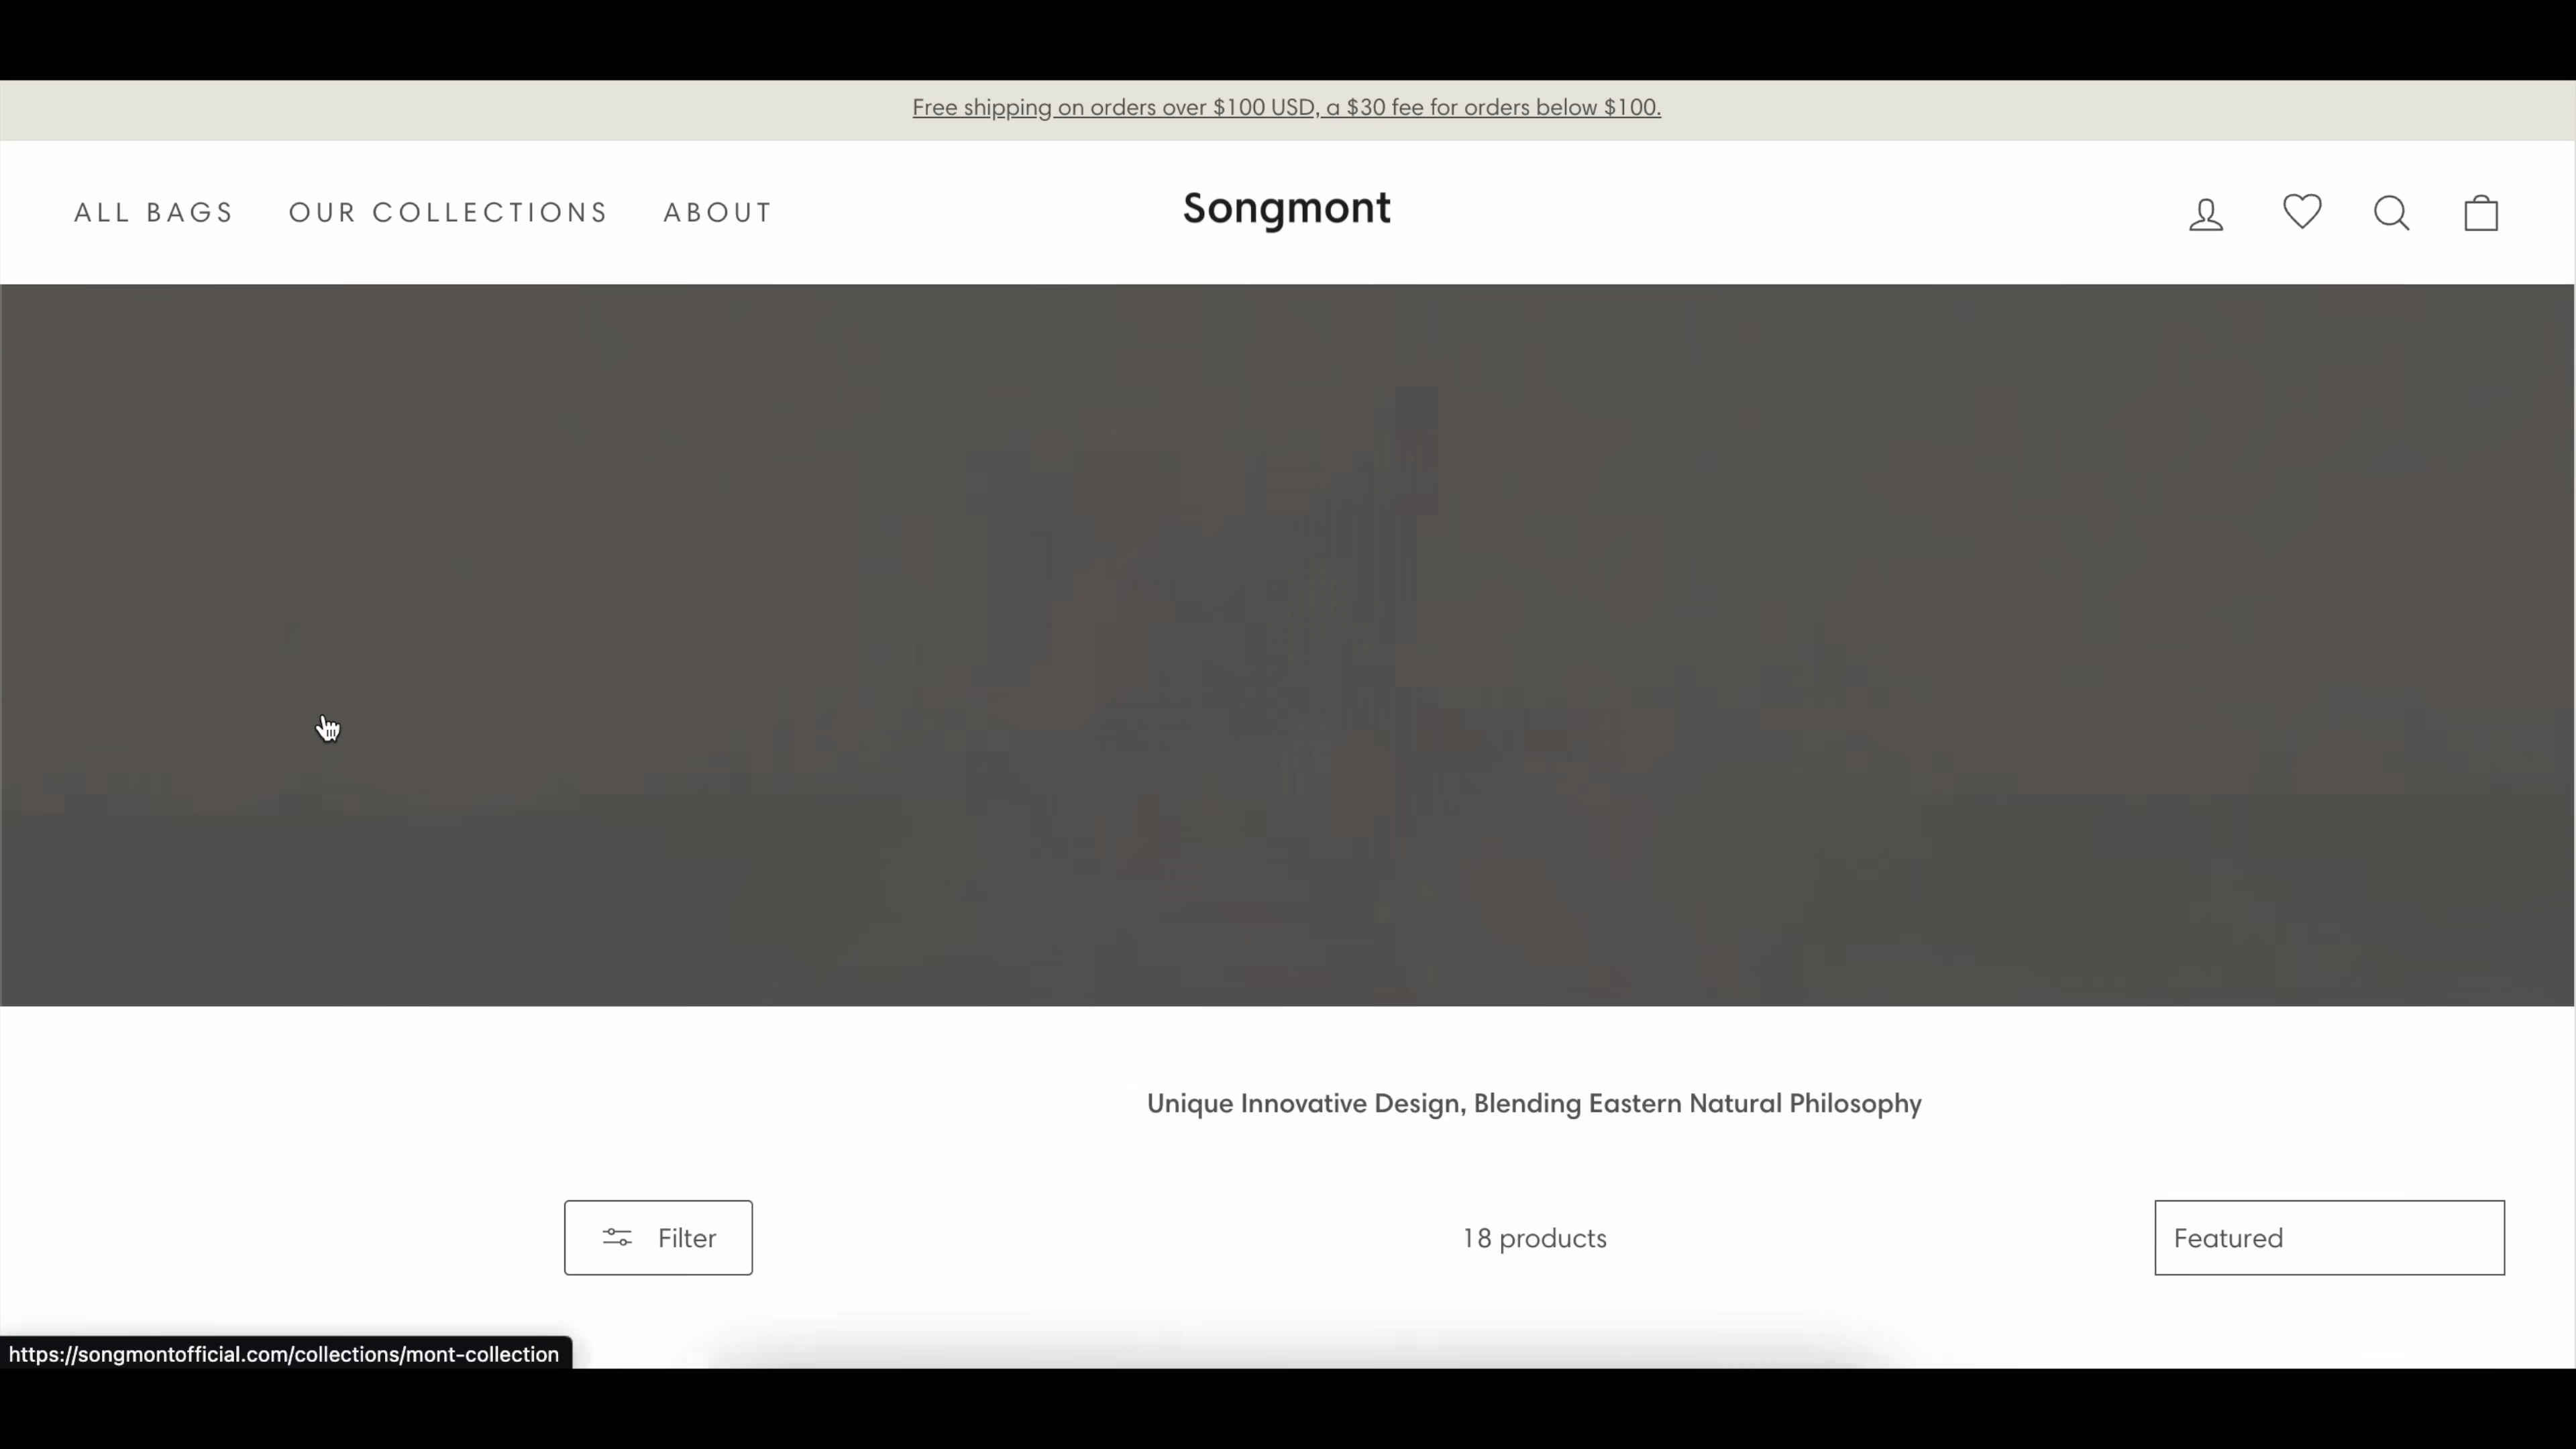 Free shipping on orders over $100 USD, a $30 fee for orders below $100.
ALL BAGS OUR COLLECTIONS ABOUT Songmont
Unique Innovative Design, Blending Eastern Natural Philosophy
Filter 18 products Featured
https://songmontofficial.com/collections/mont-collection